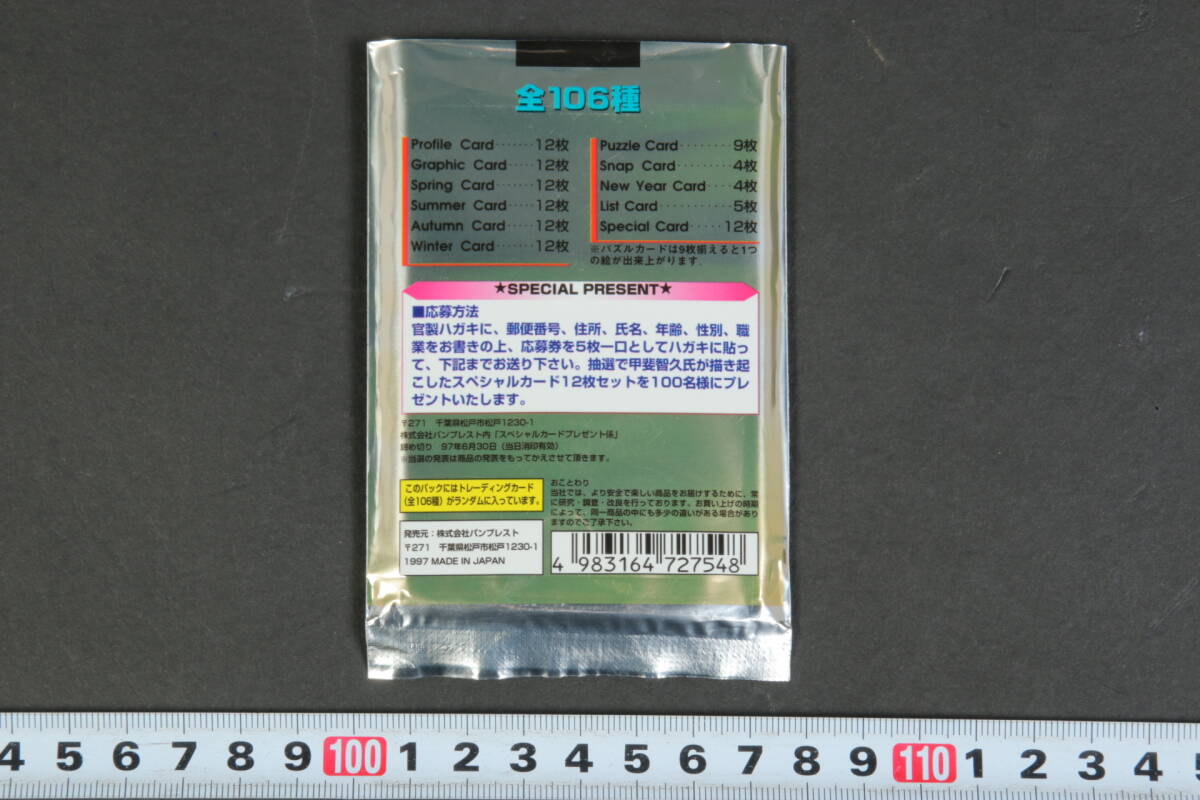 全106種
Profile Card······12枚
Graphic Card······12枚
Spring Card······12枚
Summer Card······12枚
Autumn Card······12枚
Winter Card······12枚
Puzzle Card·······9枚
Snap Card········4枚
New Year Card····4枚
List Card··········5枚
Special Card·····12枚
※パズルカードは9枚揃えると1つ
の絵が出来上がります.
★SPECIAL PRESENT★
■応募方法
官製ハガキに、郵便番号、住所、氏名、年齢、性別、職
業をお書きの上、応募券を5枚一口としてハガキに貼っ
て、下記までお送り下さい。抽選で甲斐智久氏が描き起
こしたスペシャルカード12枚セットを100名様にプレ
ゼントいたします。
〒271 千葉県松戸市松戸1230-1
株式会社バンプレスト内「スペシャルカードプレゼント係」
締め切り 97年6月30日(当日消印有効)
※当選の発表は商品の発表をもってかえさせて頂きます。
このパックにはトレーディングカード
(全106種)がランダムに入っています。
発売元:株式会社バンプレスト
〒271 千葉県松戸市松戸1230-1
1997 MADE IN JAPAN
おことわり
当社では、より安全で楽しい商品をお届けするために、常
に研究・調査・改良を行っております。お買い上げの時期
によって、同一商品の中にも多少の違いがある場合があり
ますのでご了承下さい。
4 983164 727548
4 5 6 7 8 9 100 1 2 3 4 5 6 7 8 9 110 1 2 3 4 5